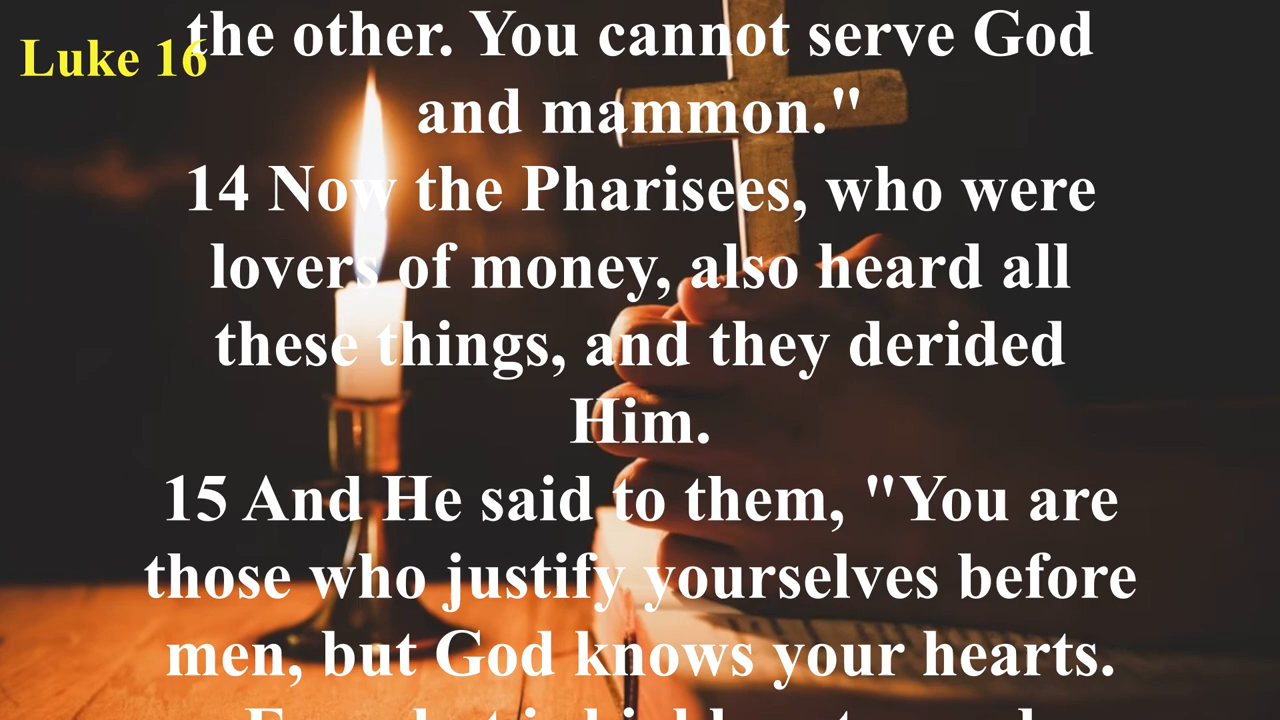 Luke 16
the other. You cannot serve God
and mammon."
14 Now the Pharisees, who were
lovers of money, also heard all
these things, and they derided
Him.
15 And He said to them, "You are
those who justify yourselves before
men, but God knows your hearts.